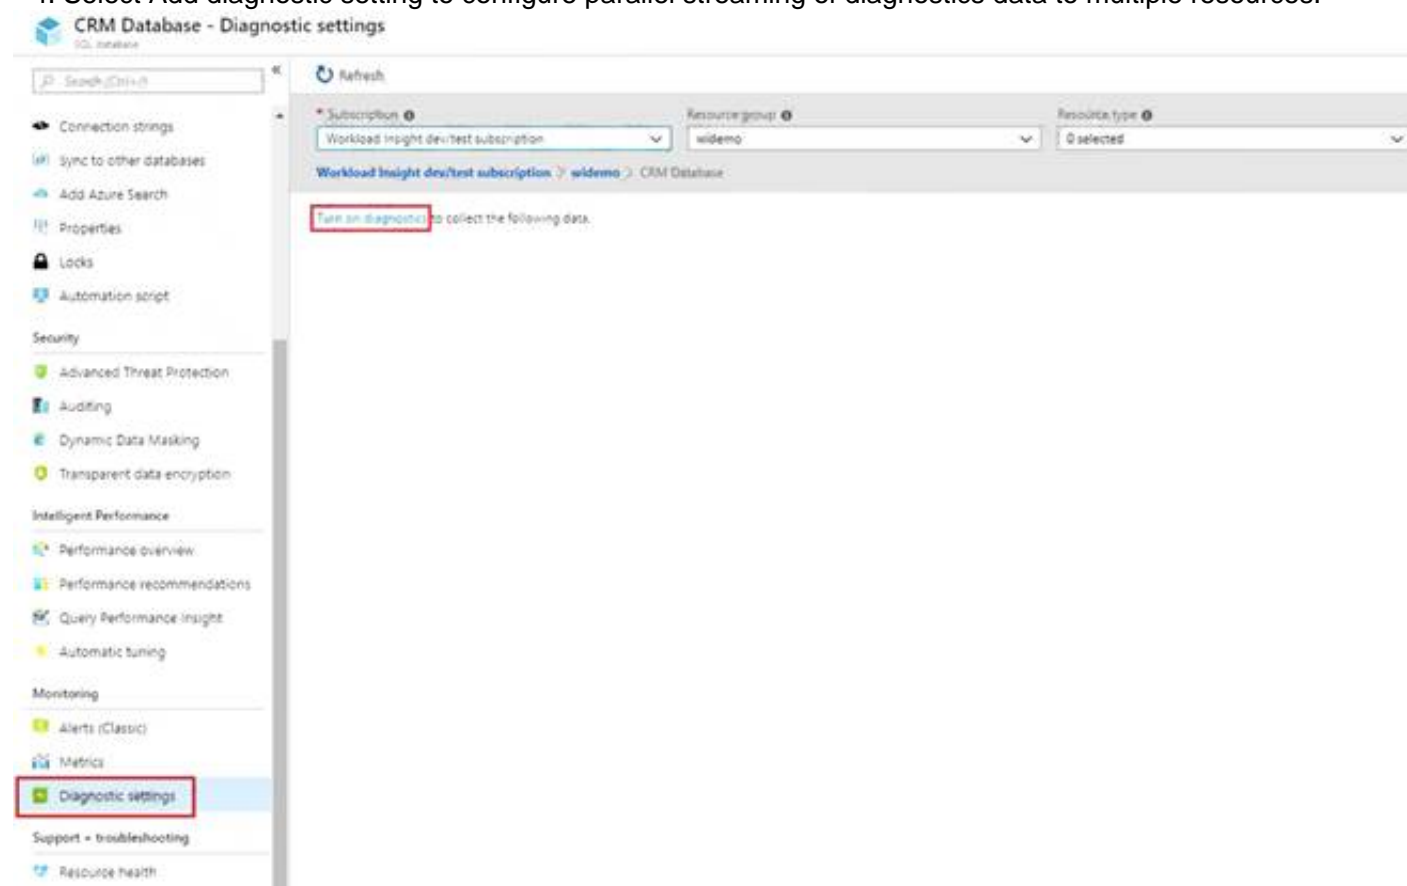 4. Select Add diagnostic setting to configure parallel streaming of diagnostics data to multiple resources.
CRM Database - Diagnostic settings
SQL database
Search (Ctrl+/)
Refresh
* Subscription
Resource group
Resource type
Workload Insight dev/test subscription
widemo
0 selected
Workload Insight dev/test subscription > widemo > CRM Database
Turn on diagnostics to collect the following data.
Connection strings
Sync to other databases
Add Azure Search
Properties
Locks
Automation script
Security
Advanced Threat Protection
Auditing
Dynamic Data Masking
Transparent data encryption
Intelligent Performance
Performance overview
Performance recommendations
Query Performance Insight
Automatic tuning
Monitoring
Alerts (Classic)
Metrics
Diagnostic settings
Support + troubleshooting
Resource health